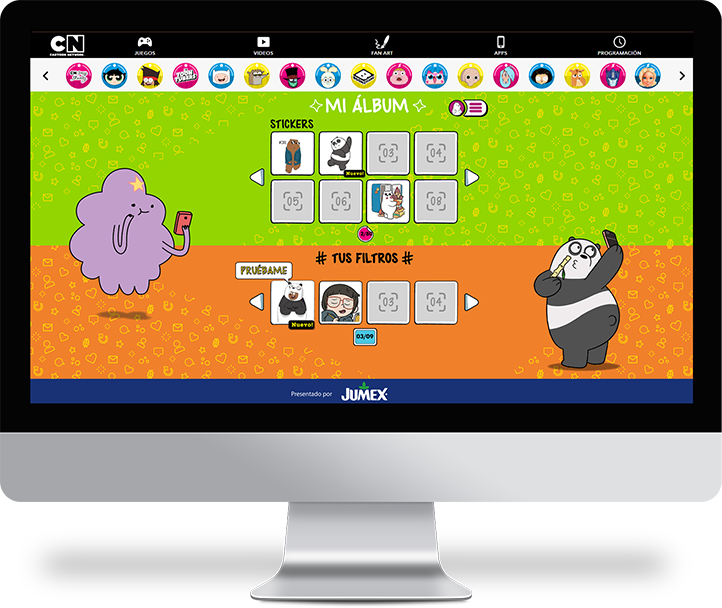 CN
CARTOON NETWORK
JUEGOS
VIDEOS
FAN ART
APPS
PROGRAMACIÓN
MI ÁLBUM
STICKERS
03
04
Nuevo!
05
06
08
# TUS FILTROS #
PRUÉBAME
03
04
Nuevo!
03/09
Presentado por JUMEX